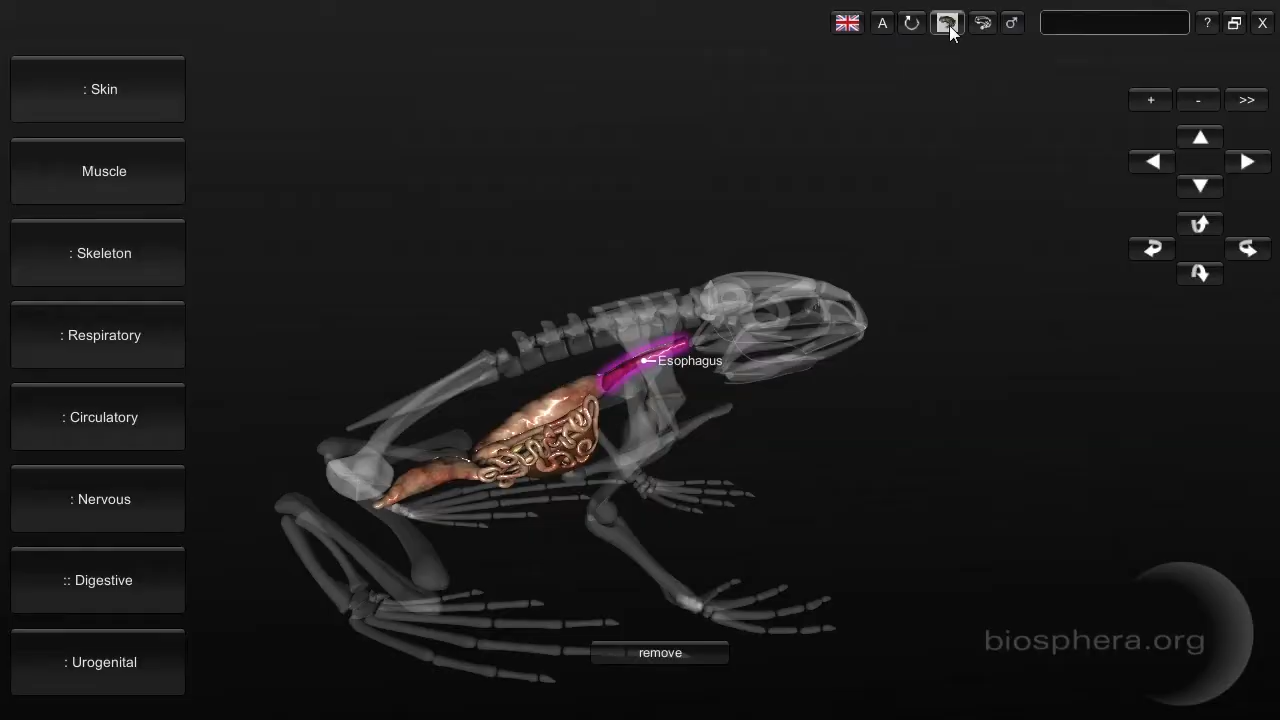 A
?
X
: Skin
Muscle
: Skeleton
: Respiratory
: Circulatory
: Nervous
:: Digestive
: Urogenital
+
-
>>
Esophagus
remove
biosphera.org